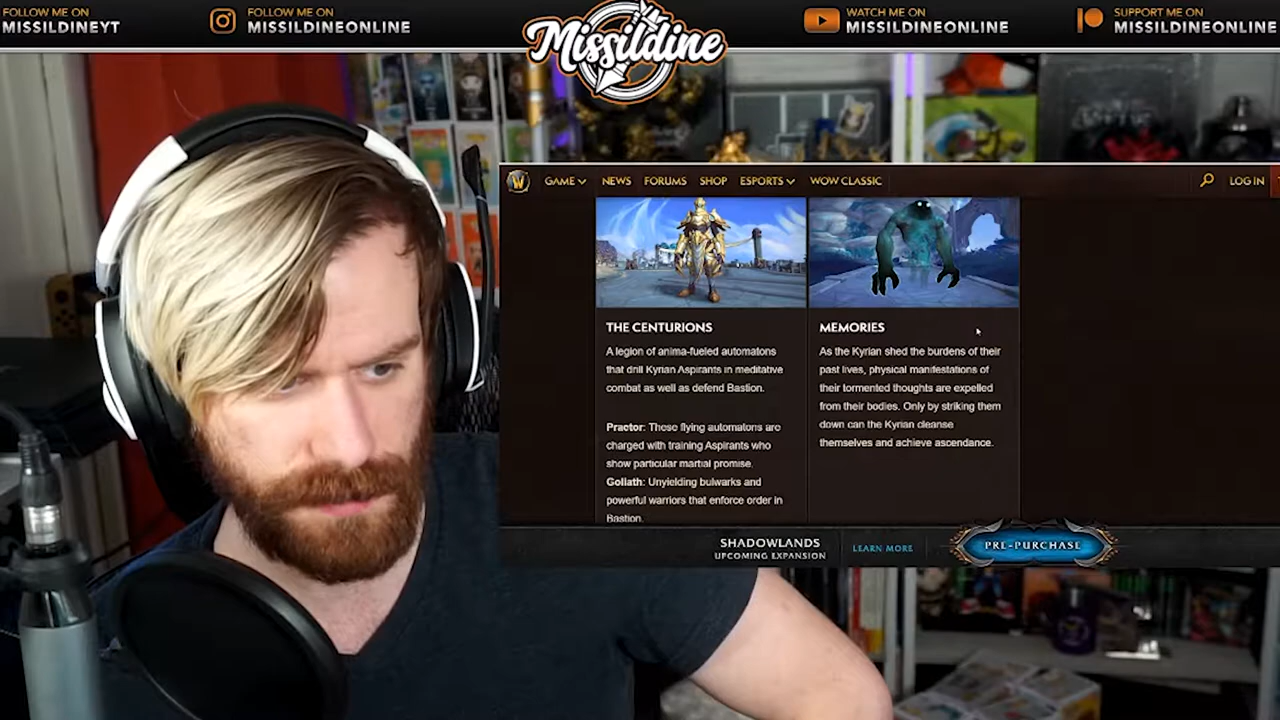 FOLLOW ME ON
MISSILDINEYT
FOLLOW ME ON
MISSILDINEONLINE
Missildine
WATCH ME ON
MISSILDINEONLINE
SUPPORT ME ON
MISSILDINEONLINE
W
GAME
NEWS
FORUMS
SHOP
ESPORTS
WOW CLASSIC
LOG IN
THE CENTURIONS
A legion of anima-fueled automatons
that drill Kyrian Aspirants in meditative
combat as well as defend Bastion.
Praetor: These flying automatons are
charged with training Aspirants who
show particular martial promise.
Goliath: Unyielding bulwarks and
powerful warriors that enforce order in
Bastion.
MEMORIES
As the Kyrian shed the burdens of their
past lives, physical manifestations of
their tormented thoughts are expelled
from their bodies. Only by striking them
down can the Kyrian cleanse
themselves and achieve ascendance.
SHADOWLANDS
UPCOMING EXPANSION
LEARN MORE
PRE-PURCHASE